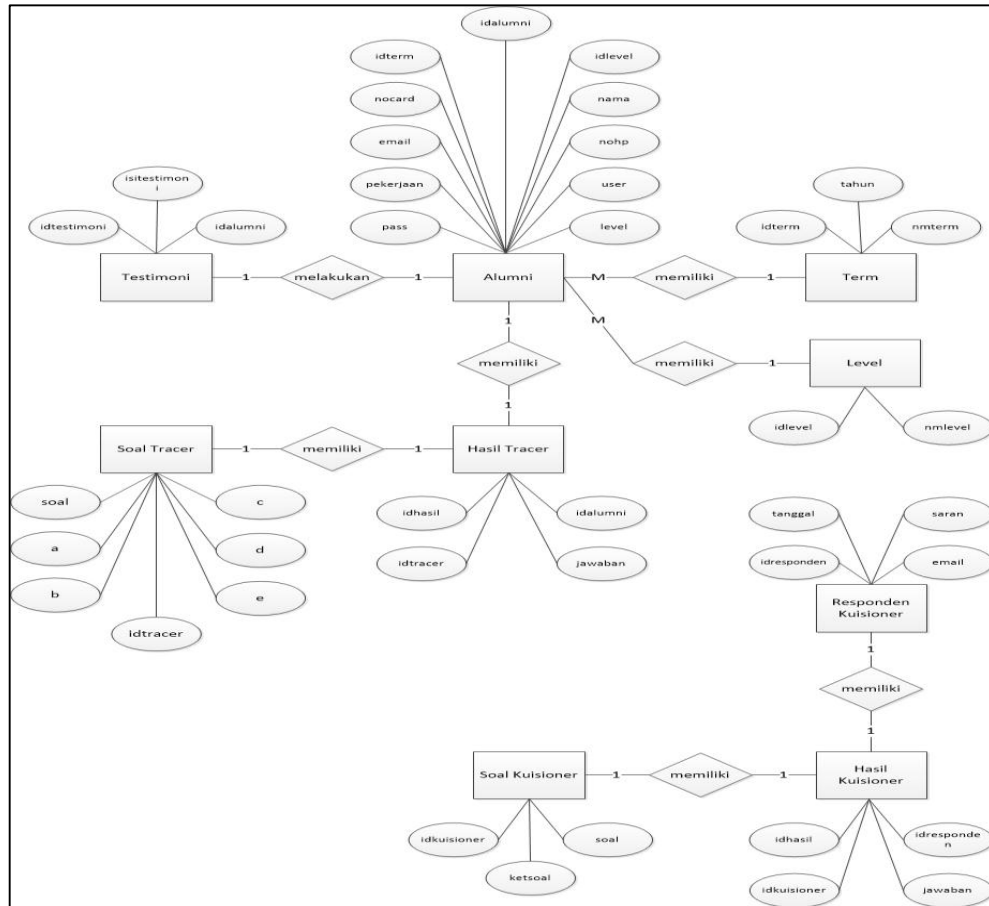 idalumni
idterm
idlevel
nocard
nama
email
nohp
isitestimon
i
pekerjaan
user
tahun
idtestimoni
idalumni
pass
level
idterm
nmterm
Testimoni
1
melakukan
1
Alumni
M
memiliki
1
Term
1
M
memiliki
memiliki
1
Level
1
idlevel
nmlevel
Soal Tracer
1
memiliki
1
Hasil Tracer
soal
c
idhasil
idalumni
tanggal
saran
a
d
idtracer
jawaban
idresponden
email
b
e
idtracer
Responden
Kuisioner
1
memiliki
1
Soal Kuisioner
1
memiliki
1
Hasil
Kuisioner
idkuisioner
soal
idhasil
idresponde
n
ketsoal
idkuisioner
jawaban